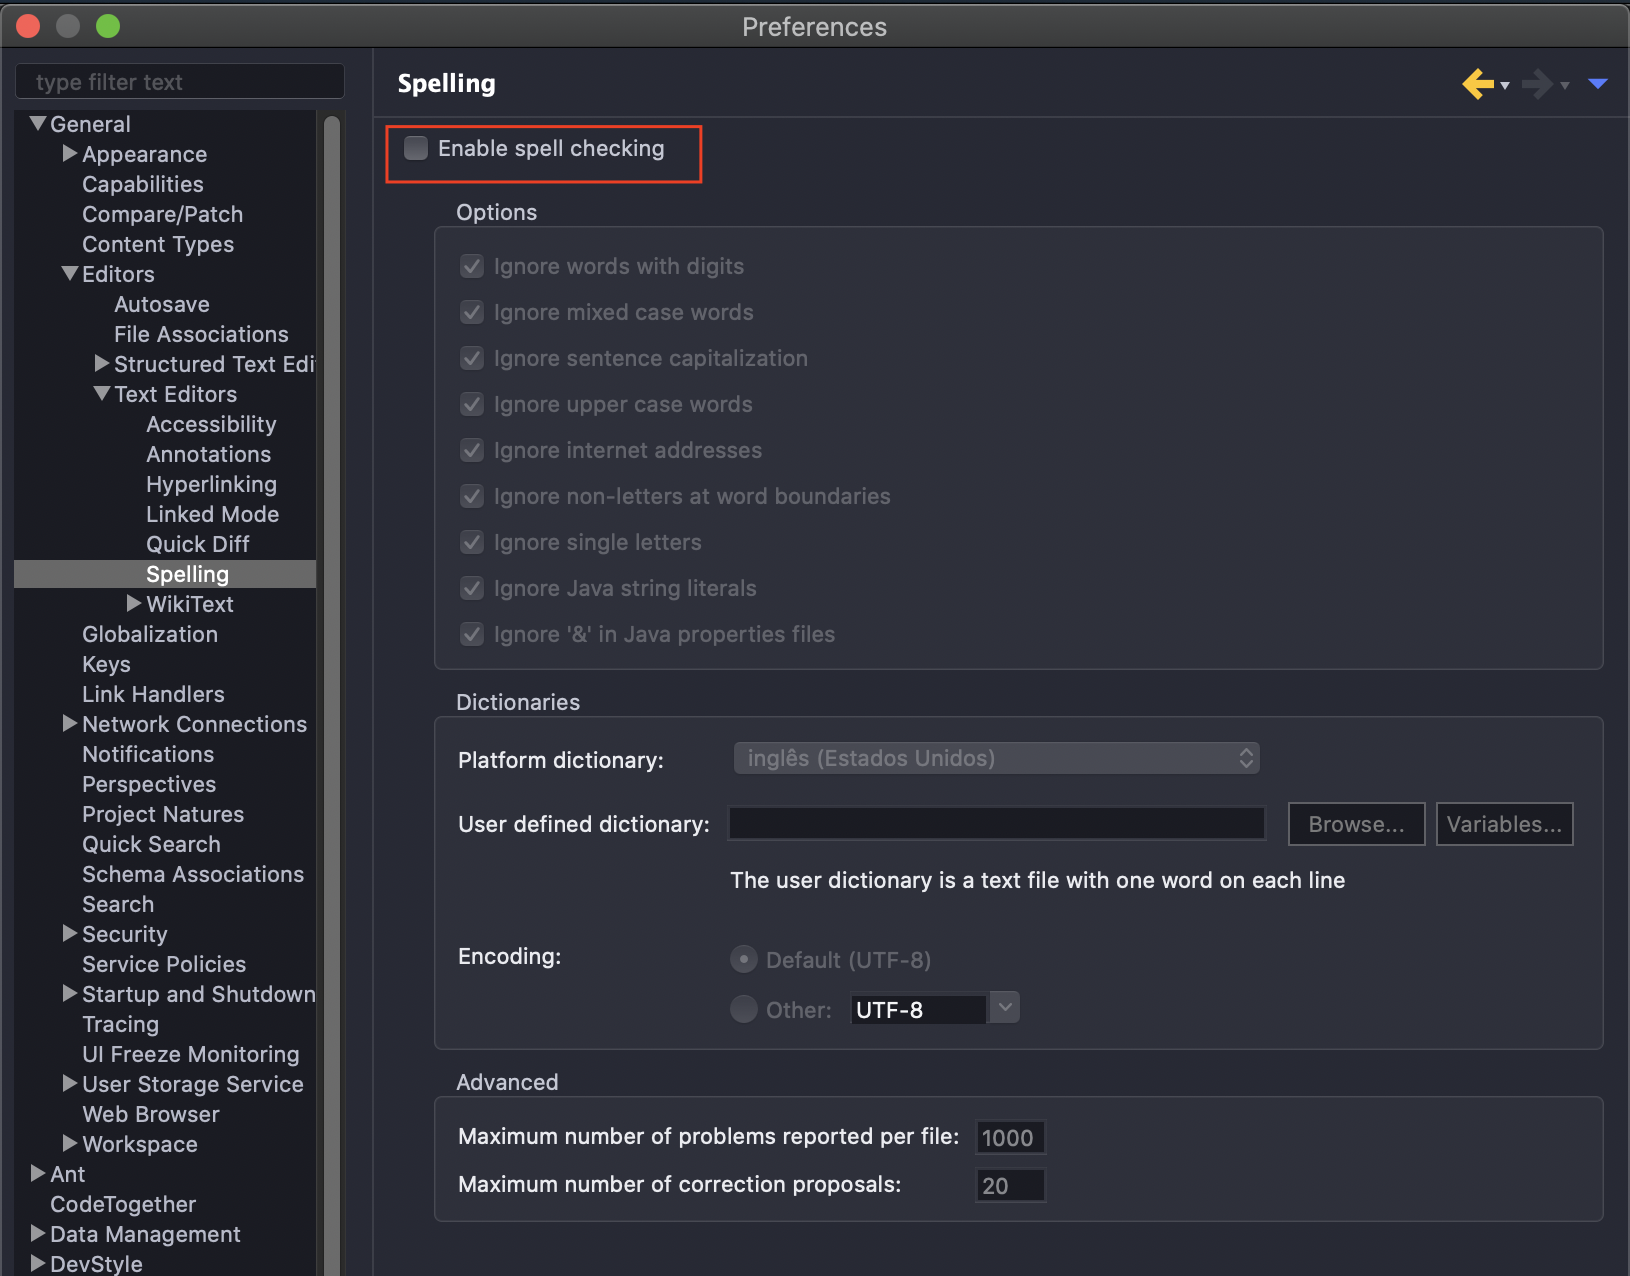 Preferences
type filter text
General
Appearance
Capabilities
Compare/Patch
Content Types
Editors
Autosave
File Associations
Structured Text Edi
Text Editors
Accessibility
Annotations
Hyperlinking
Linked Mode
Quick Diff
Spelling
WikiText
Globalization
Keys
Link Handlers
Network Connections
Notifications
Perspectives
Project Natures
Quick Search
Schema Associations
Search
Security
Service Policies
Startup and Shutdown
Tracing
UI Freeze Monitoring
User Storage Service
Web Browser
Workspace
Ant
CodeTogether
Data Management
DevStyle
Spelling
Enable spell checking
Options
Ignore words with digits
Ignore mixed case words
Ignore sentence capitalization
Ignore upper case words
Ignore internet addresses
Ignore non-letters at word boundaries
Ignore single letters
Ignore Java string literals
Ignore '&' in Java properties files
Dictionaries
Platform dictionary: inglês (Estados Unidos)
User defined dictionary: Browse... Variables...
The user dictionary is a text file with one word on each line
Encoding: Default (UTF-8)
Other: UTF-8
Advanced
Maximum number of problems reported per file: 1000
Maximum number of correction proposals: 20